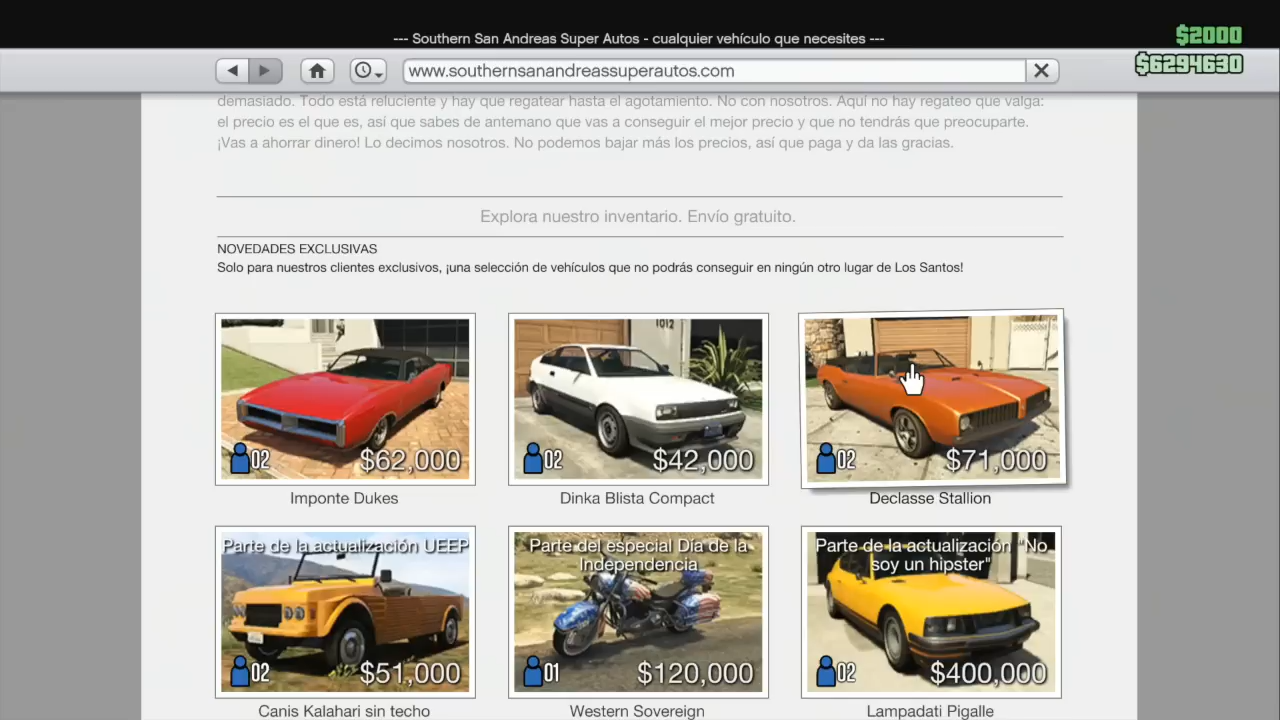 --- Southern San Andreas Super Autos - cualquier vehículo que necesites ---
$2000
$6294630
www.southernsanandreassuperautos.com
demasiado. Todo está reluciente y hay que regatear hasta el agotamiento. No con nosotros. Aquí no hay regateo que valga:
el precio es el que es, así que sabes de antemano que vas a conseguir el mejor precio y que no tendrás que preocuparte.
¡Vas a ahorrar dinero! Lo decimos nosotros. No podemos bajar más los precios, así que paga y da las gracias.
Explora nuestro inventario. Envío gratuito.
NOVEDADES EXCLUSIVAS
Solo para nuestros clientes exclusivos, ¡una selección de vehículos que no podrás conseguir en ningún otro lugar de Los Santos!
02 $62,000
Imponte Dukes
1012
02 $42,000
Dinka Blista Compact
02 $71,000
Declasse Stallion
Parte de la actualización UEEP
02 $51,000
Canis Kalahari sin techo
Parte del especial Día de la
Independencia
01 $120,000
Western Sovereign
Parte de la actualización "No
soy un hipster"
02 $400,000
Lampadati Pigalle